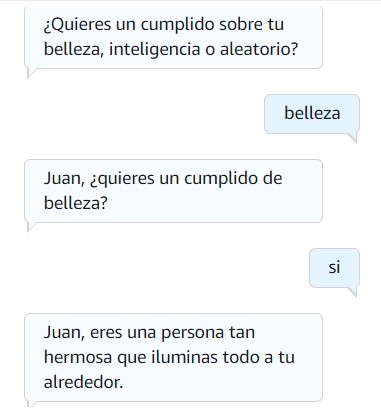 ¿Quieres un cumplido sobre tu
belleza, inteligencia o aleatorio?
belleza
Juan, ¿quieres un cumplido de
belleza?
si
Juan, eres una persona tan
hermosa que iluminas todo a tu
alrededor.